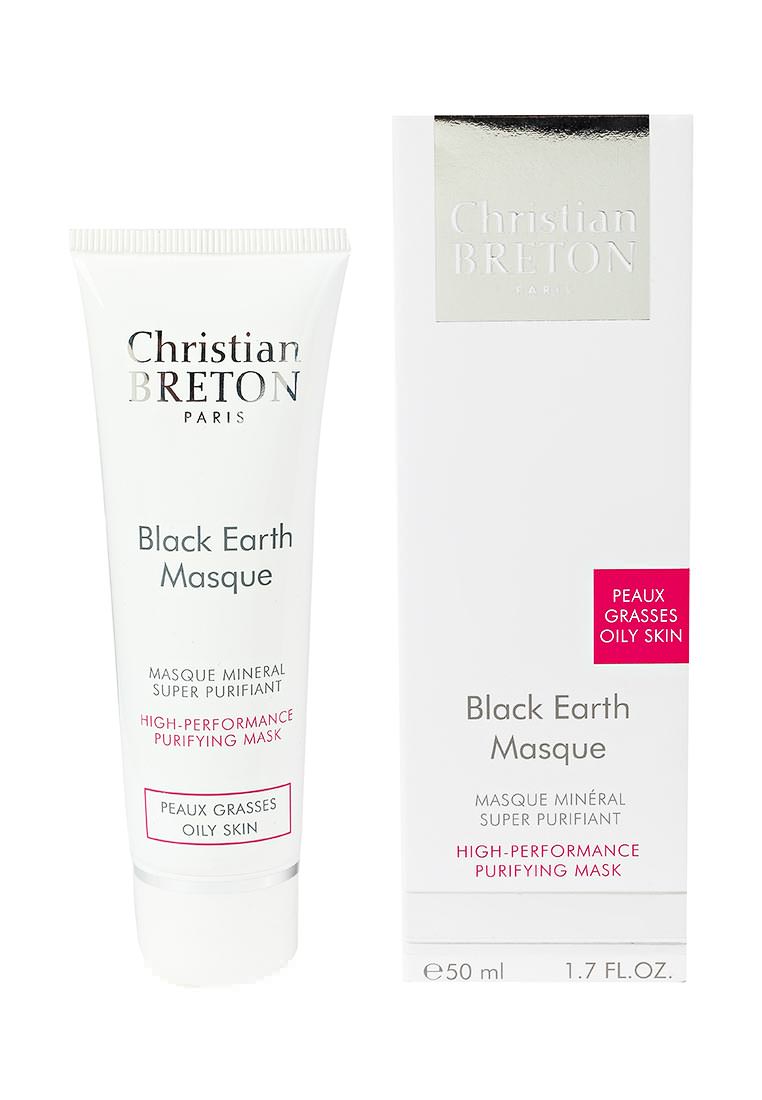 Christian
BRETON
PARIS
Black Earth
Masque
MASQUE MINERAL
SUPER PURIFIANT
HIGH-PERFORMANCE
PURIFYING MASK
PEAUX GRASSES
OILY SKIN
Christian
BRETON
PARIS
PEAUX
GRASSES
OILY SKIN
Black Earth
Masque
MASQUE MINÉRAL
SUPER PURIFIANT
HIGH-PERFORMANCE
PURIFYING MASK
℮50 ml 1.7 FL.OZ.